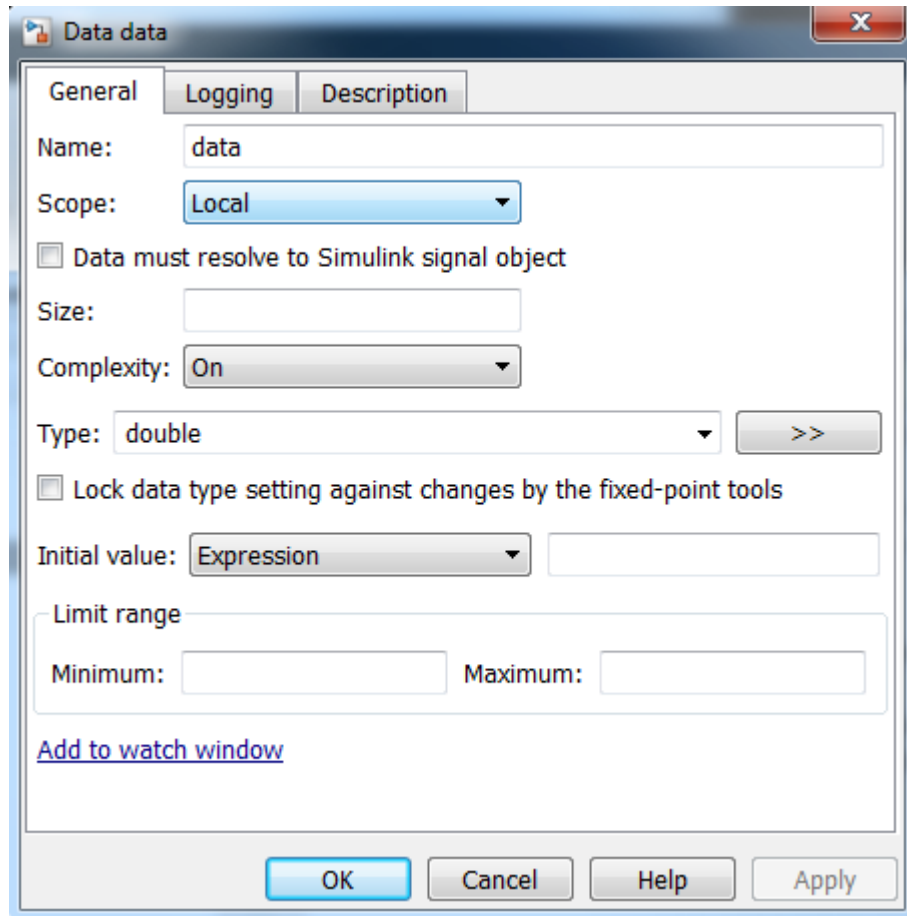 Data data
General Logging Description
Name: data
Scope: Local
Data must resolve to Simulink signal object
Size:
Complexity: On
Type: double >>
Lock data type setting against changes by the fixed-point tools
Initial value: Expression
Limit range
Minimum: Maximum:
Add to watch window
OK Cancel Help Apply